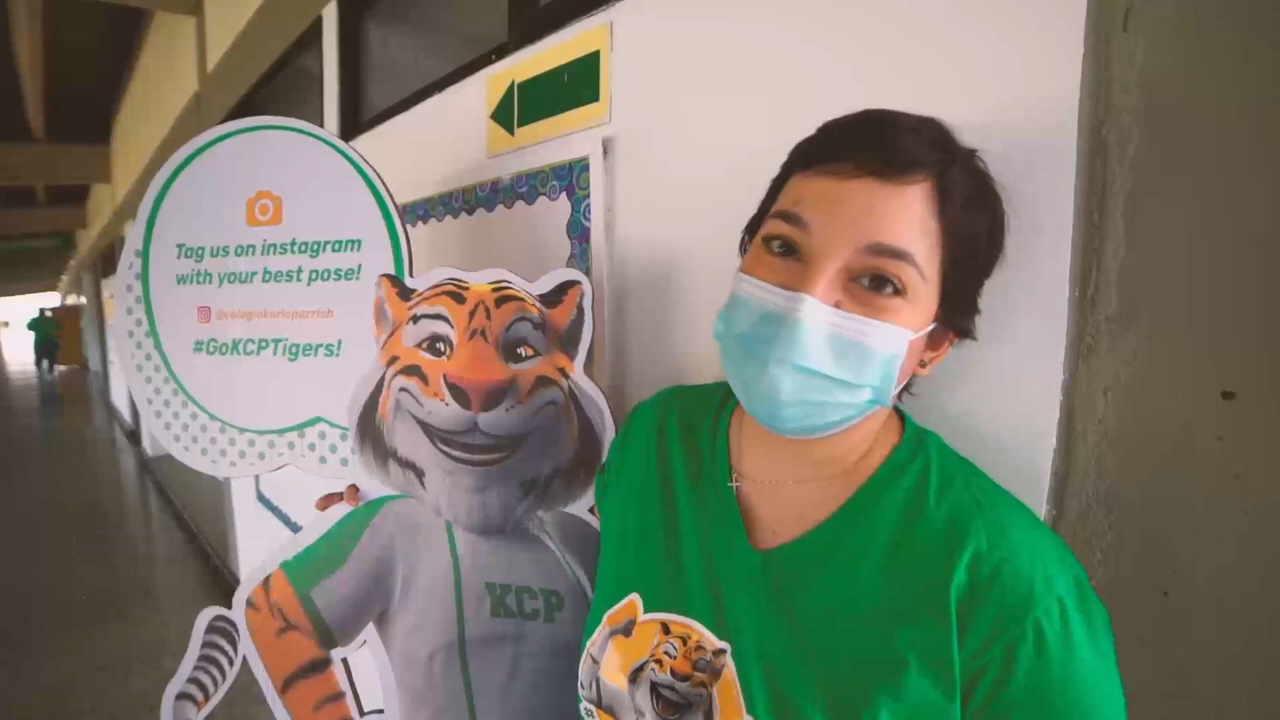 Tag us on instagram
with your best pose!
@colegiokarlcparrish
#GoKCPTigers!
KCP